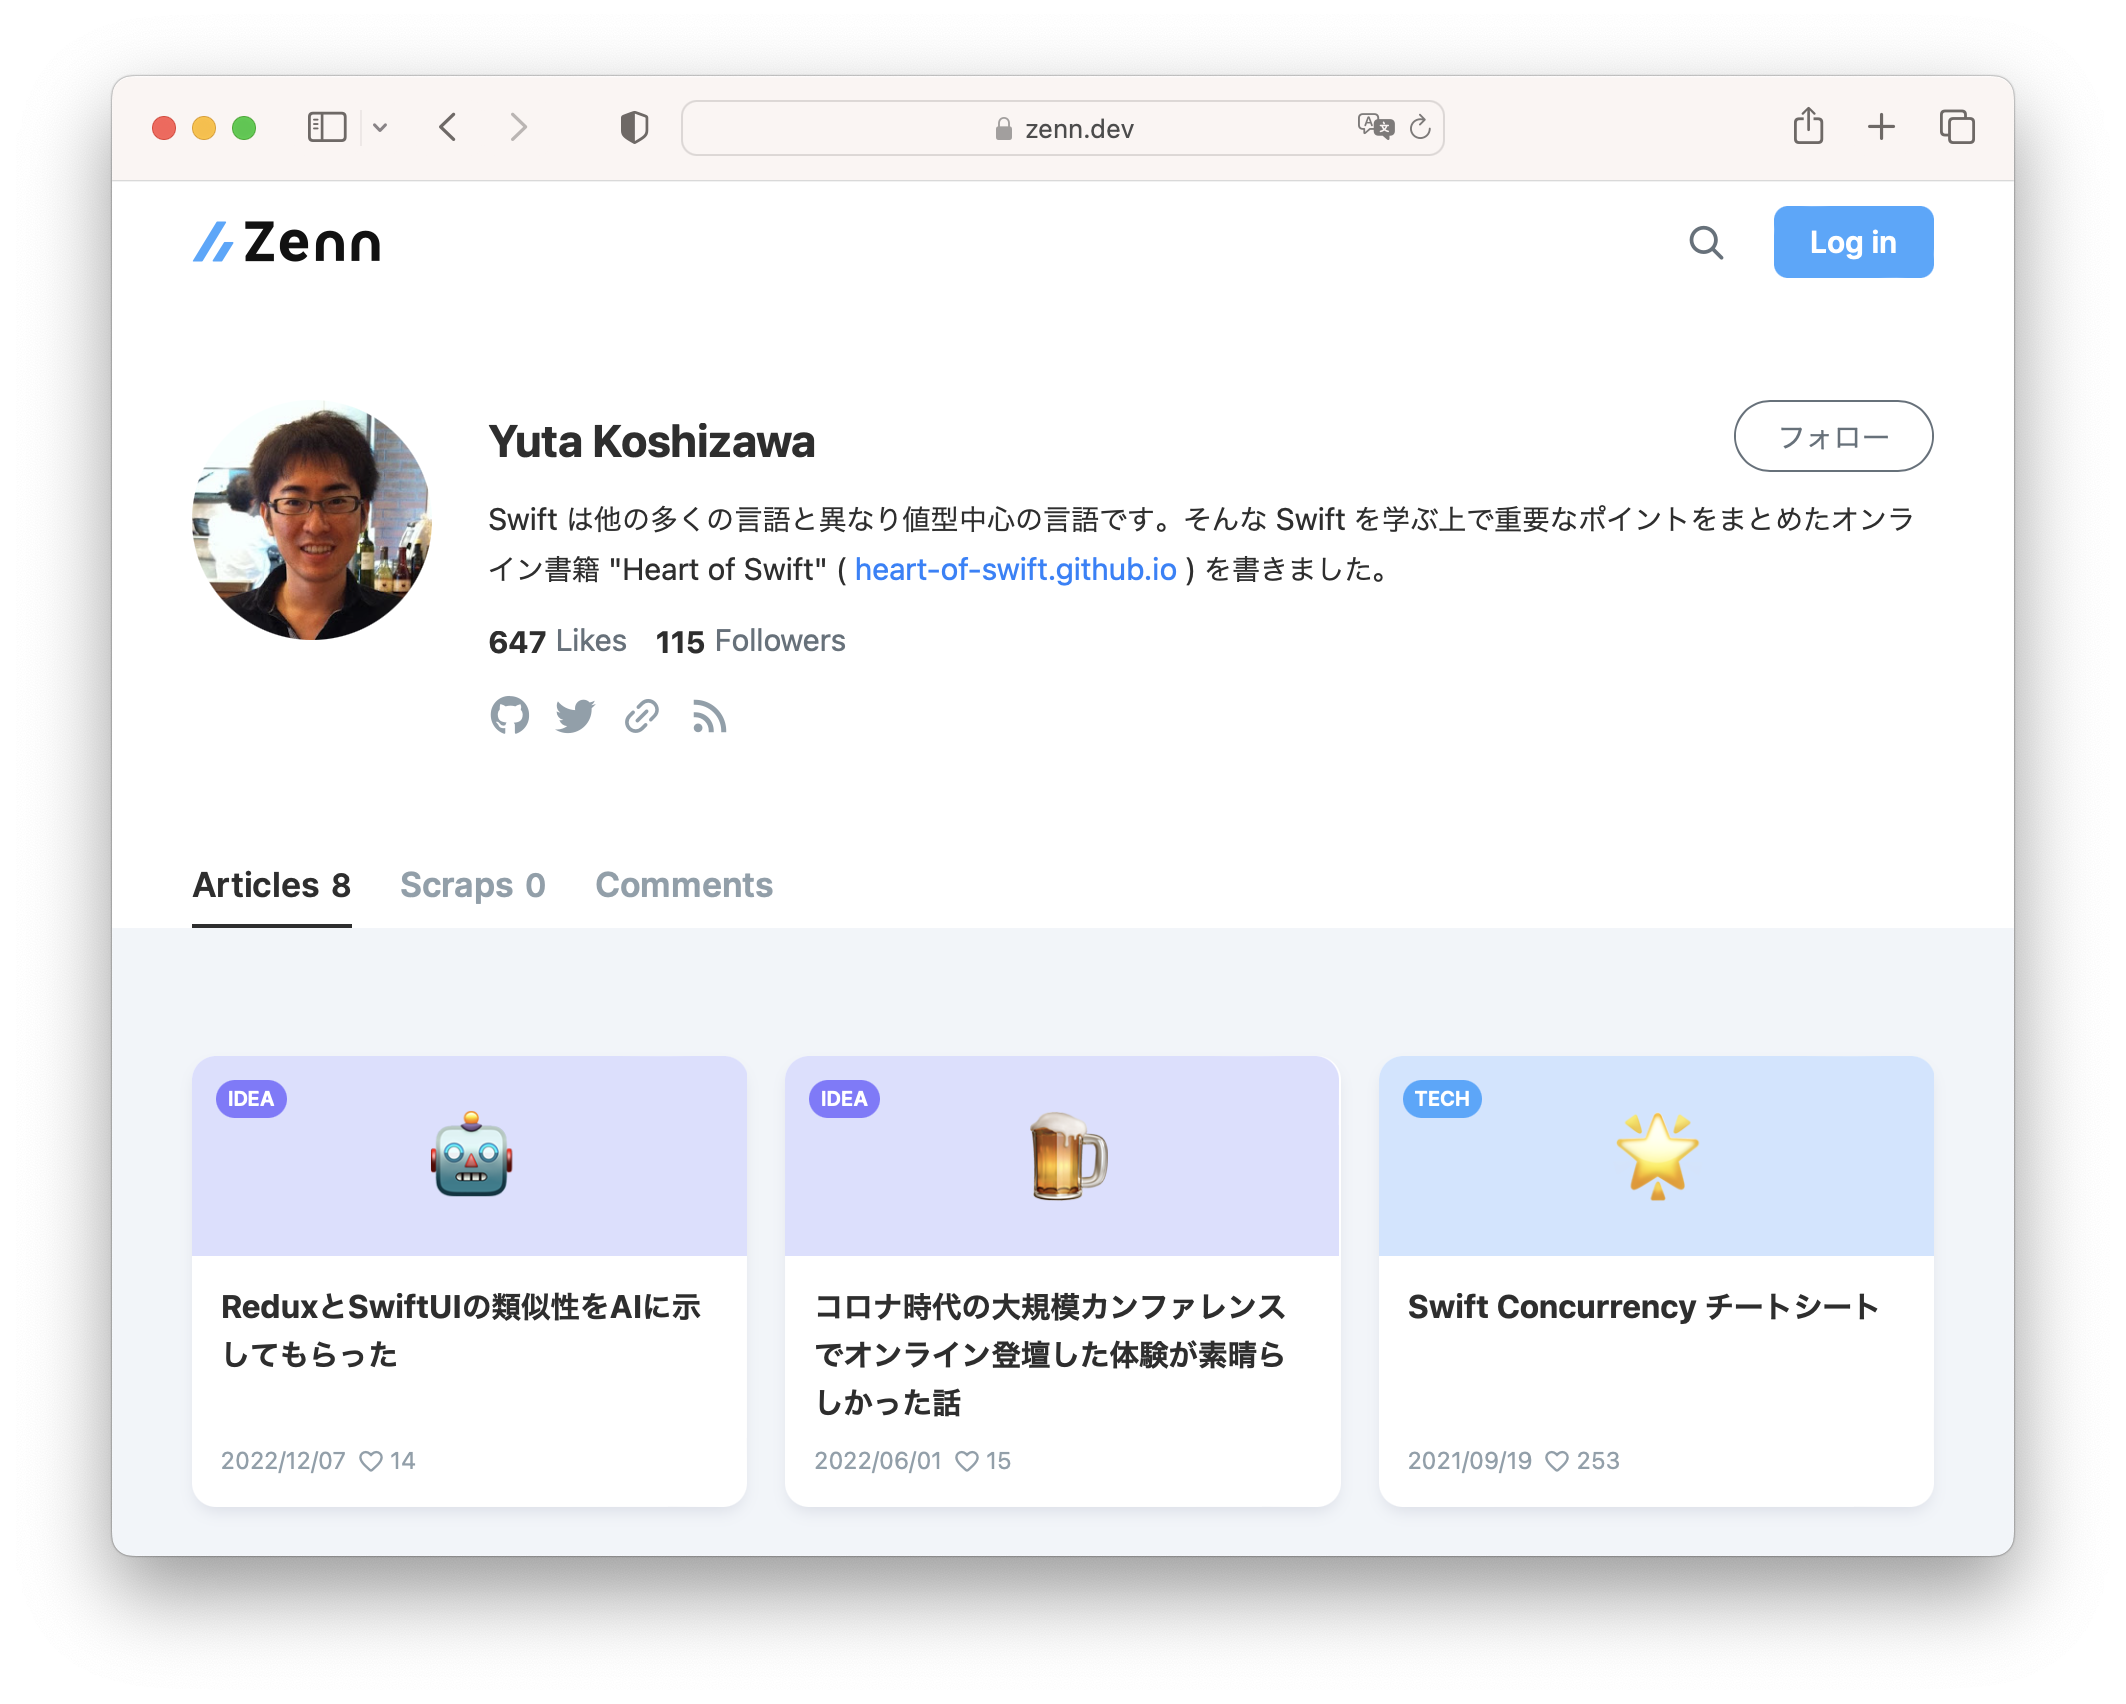 zenn.dev
Zenn
Log in
Yuta Koshizawa
フォロー
Swift は他の多くの言語と異なり値型中心の言語です。そんな Swift を学ぶ上で重要なポイントをまとめたオンラ
イン書籍 "Heart of Swift" ( heart-of-swift.github.io ) を書きました。
647 Likes 115 Followers
Articles 8 Scraps 0 Comments
IDEA
ReduxとSwiftUIの類似性をAIに示
してもらった
2022/12/07 14
IDEA
コロナ時代の大規模カンファレンス
でオンライン登壇した体験が素晴ら
しかった話
2022/06/01 15
TECH
Swift Concurrency チートシート
2021/09/19 253